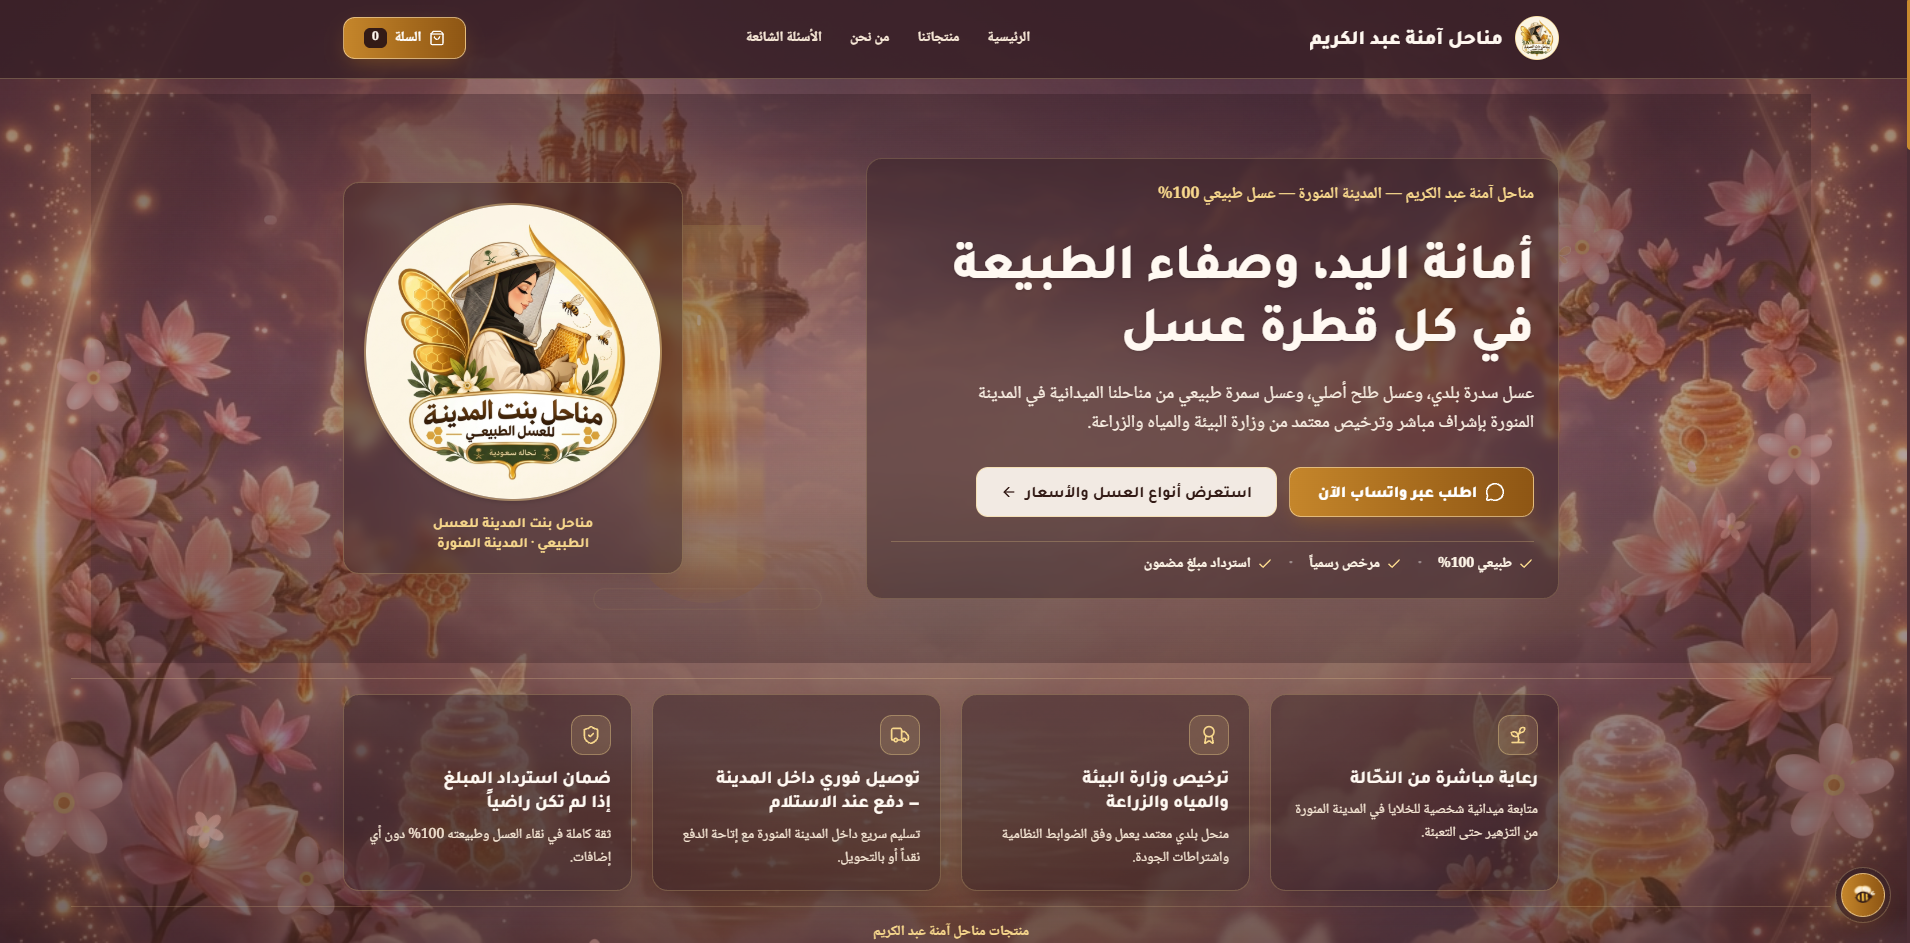 مناحل آمنة عبد الكريم
الرئيسية
منتجاتنا
من نحن
الأسئلة الشائعة
السلة 0
مناحل آمنة عبد الكريم — المدينة المنورة — عسل طبيعي 100%
أمانة اليد، وصفاء الطبيعة
في كل قطرة عسل
عسل سدرة بلدي، وعسل طلح أصلي، وعسل سمرة طبيعي من مناحلنا الميدانية في المدينة
المنورة بإشراف مباشر وترخيص معتمد من وزارة البيئة والمياه والزراعة.
اطلب عبر واتساب الآن
استعرض أنواع العسل والأسعار ←
طبيعي 100%
·
مرخص رسمياً
·
استرداد مبلغ مضمون
مناحل بنت المدينة
للعسل الطبيعي
نحاله سعودية
مناحل بنت المدينة للعسل
الطبيعي · المدينة المنورة
رعاية مباشرة من النحّالة
متابعة ميدانية شخصية للخلايا في المدينة المنورة
من التزهير حتى التعبئة.
ترخيص وزارة البيئة
والمياه والزراعة
منحل بلدي معتمد يعمل وفق الضوابط النظامية
واشتراطات الجودة.
توصيل فوري داخل المدينة
– دفع عند الاستلام
تسليم سريع داخل المدينة المنورة مع إتاحة الدفع
نقداً أو بالتحويل.
ضمان استرداد المبلغ
إذا لم تكن راضياً
ثقة كاملة في نقاء العسل وطبيعته 100% دون أي
إضافات.
منتجات مناحل آمنة عبد الكريم